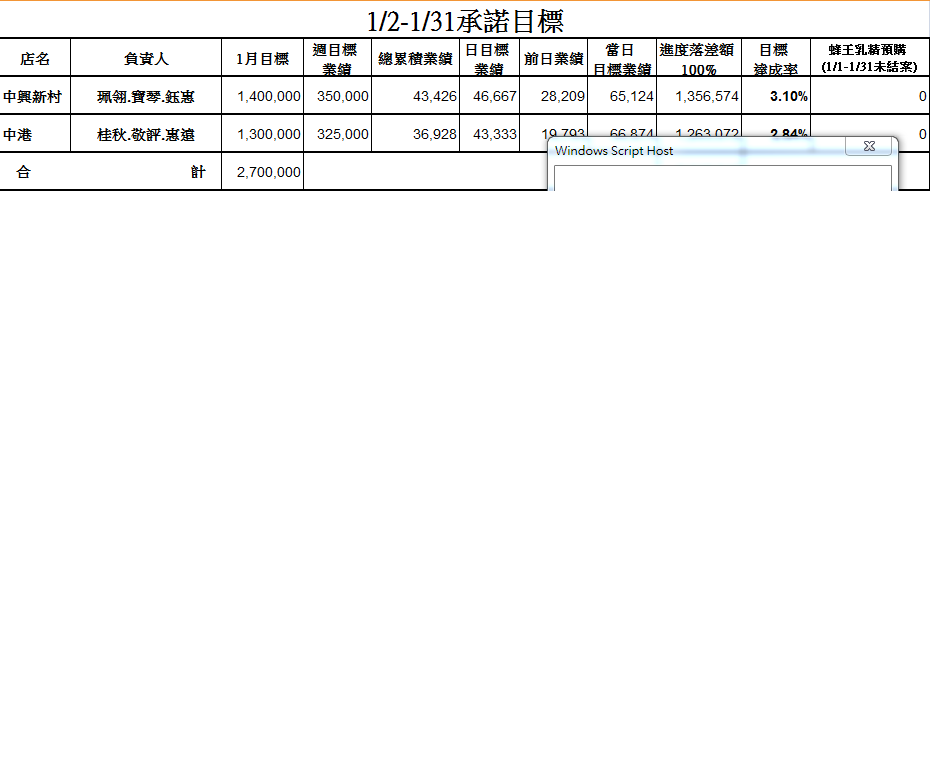 1/2-1/31承諾目標
店名 負責人 1月目標 週目標業績 總累積業績 日目標業績 前日業績 當日目標業績 進度落差額100% 目標達成率 蜂王乳精預購(1/1-1/31未結案)
中興新村 珮翎.寶琴.鈺惠 1,400,000 350,000 43,426 46,667 28,209 65,124 1,356,574 3.10% 0
中港 桂秋.敬評.惠遠 1,300,000 325,000 36,928 43,333 19,793 66,874 1,263,072 2.84% 0
合計 2,700,000
Windows Script Host